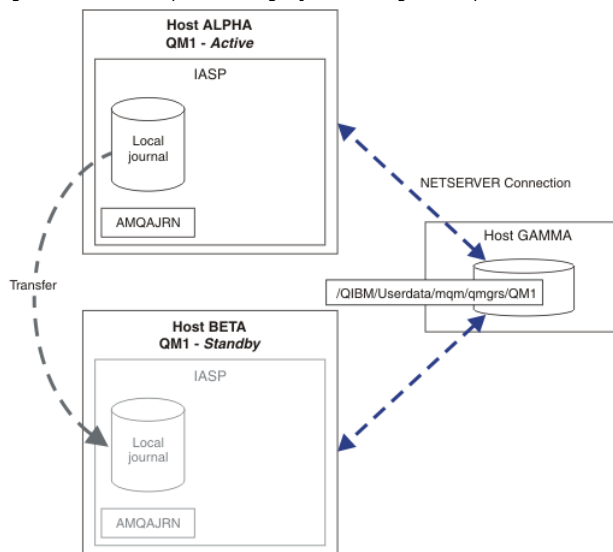 Host ALPHA
QM1 - Active
IASP
Local
journal
AMQAJRN
NETSERVER Connection
Host GAMMA
/QIBM/Userdata/mqm/qmgrs/QM1
Transfer
Host BETA
QM1 - Standby
IASP
Local
journal
AMQAJRN